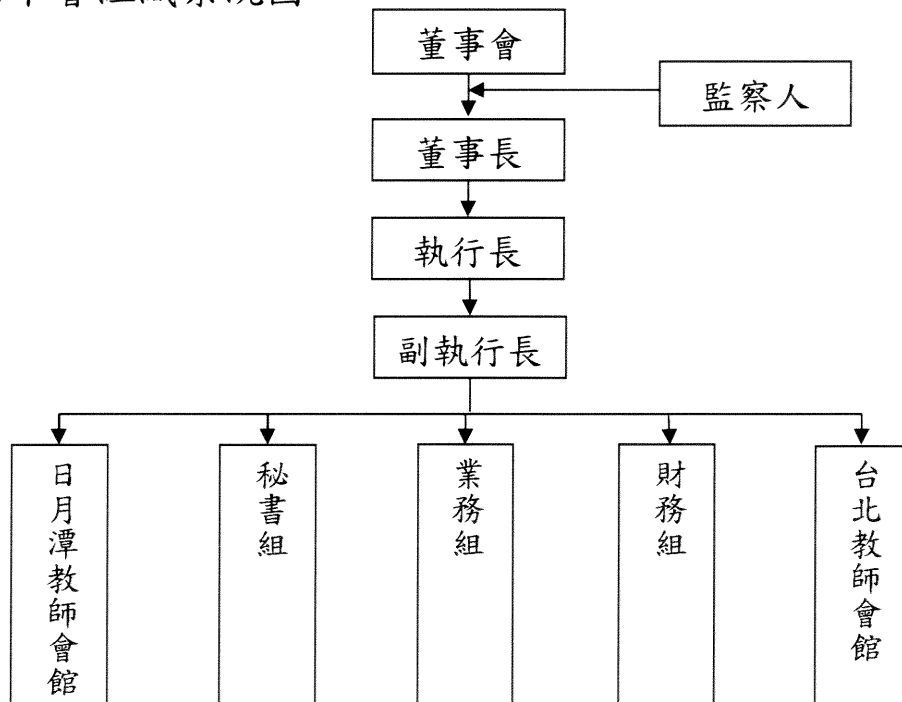 董事會
監察人
董事長
執行長
副執行長
日月潭教師會館
秘書組
業務組
財務組
台北教師會館